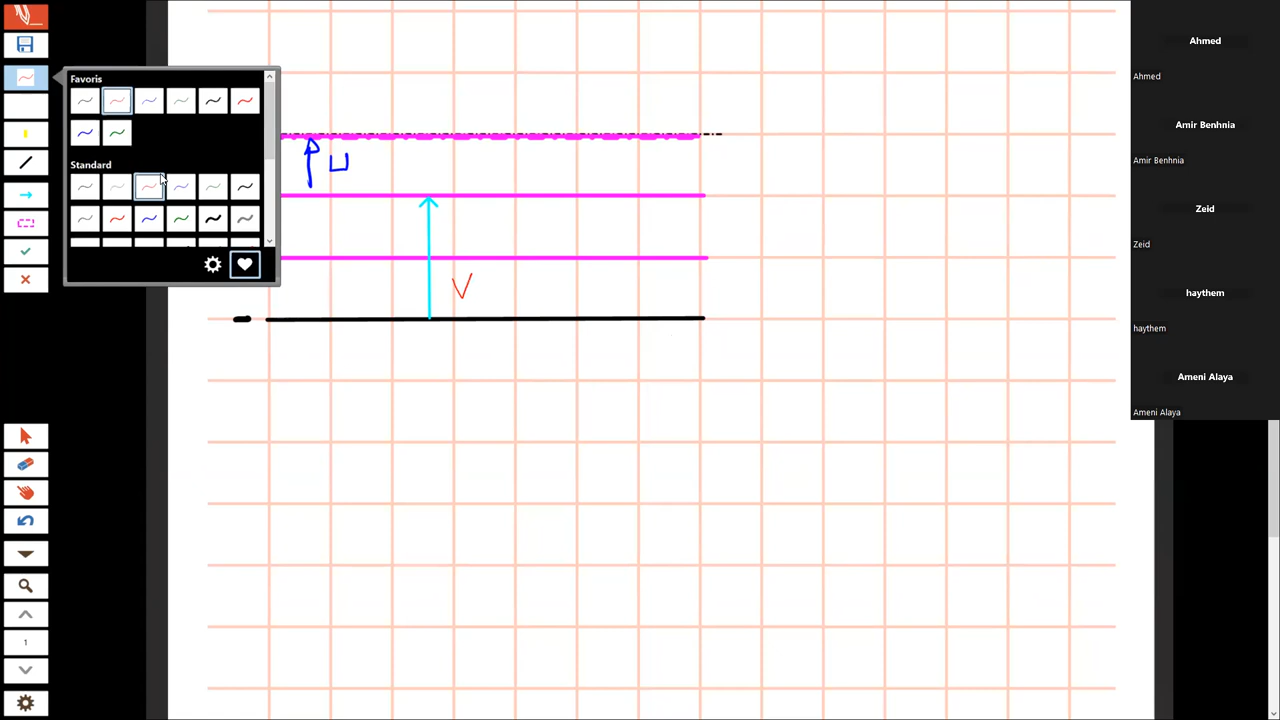 Favoris
Standard
U
V
1
Ahmed
Ahmed
Amir Benhnia
Amir Benhnia
Zeid
Zeid
haythem
haythem
Ameni Alaya
Ameni Alaya